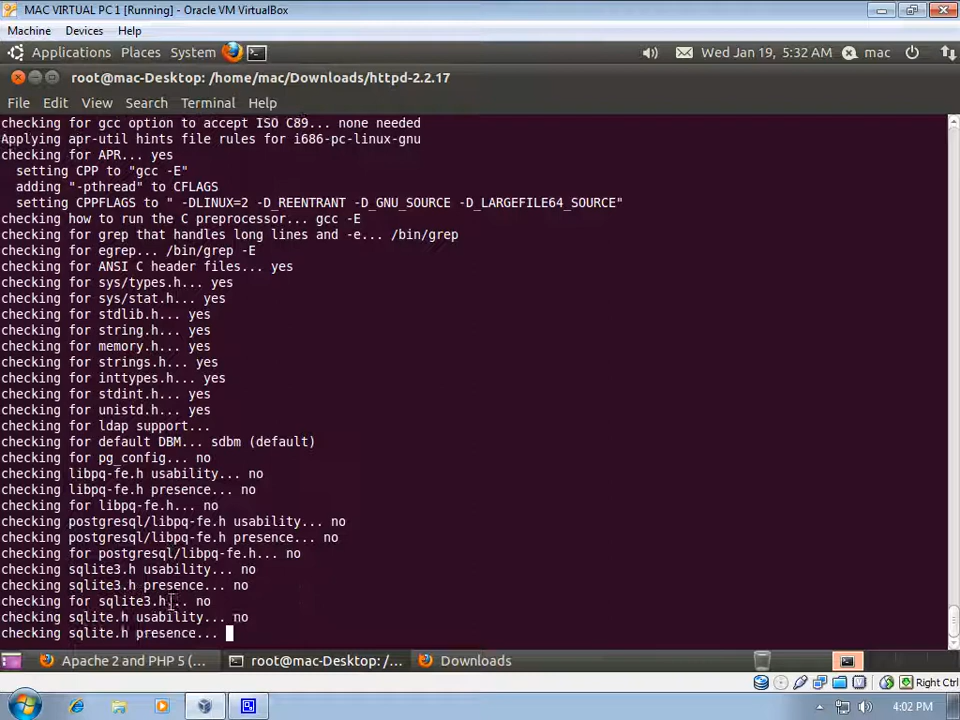 MAC VIRTUAL PC 1 [Running] - Oracle VM VirtualBox
Machine Devices Help
Applications Places System Wed Jan 19, 5:32 AM mac
root@mac-Desktop: /home/mac/Downloads/httpd-2.2.17
File Edit View Search Terminal Help
checking for gcc option to accept ISO C89... none needed
Applying apr-util hints file rules for i686-pc-linux-gnu
checking for APR... yes
setting CPP to "gcc -E"
adding "-pthread" to CFLAGS
setting CPPFLAGS to " -DLINUX=2 -D_REENTRANT -D_GNU_SOURCE -D_LARGEFILE64_SOURCE"
checking how to run the C preprocessor... gcc -E
checking for grep that handles long lines and -e... /bin/grep
checking for egrep... /bin/grep -E
checking for ANSI C header files... yes
checking for sys/types.h... yes
checking for sys/stat.h... yes
checking for stdlib.h... yes
checking for string.h... yes
checking for memory.h... yes
checking for strings.h... yes
checking for inttypes.h... yes
checking for stdint.h... yes
checking for unistd.h... yes
checking for ldap support...
checking for default DBM... sdbm (default)
checking for pg_config... no
checking libpq-fe.h usability... no
checking libpq-fe.h presence... no
checking for libpq-fe.h... no
checking postgresql/libpq-fe.h usability... no
checking postgresql/libpq-fe.h presence... no
checking for postgresql/libpq-fe.h... no
checking sqlite3.h usability... no
checking sqlite3.h presence... no
checking for sqlite3.h... no
checking sqlite.h usability... no
checking sqlite.h presence...
Apache 2 and PHP 5 (... root@mac-Desktop: /... Downloads
Right Ctrl
4:02 PM